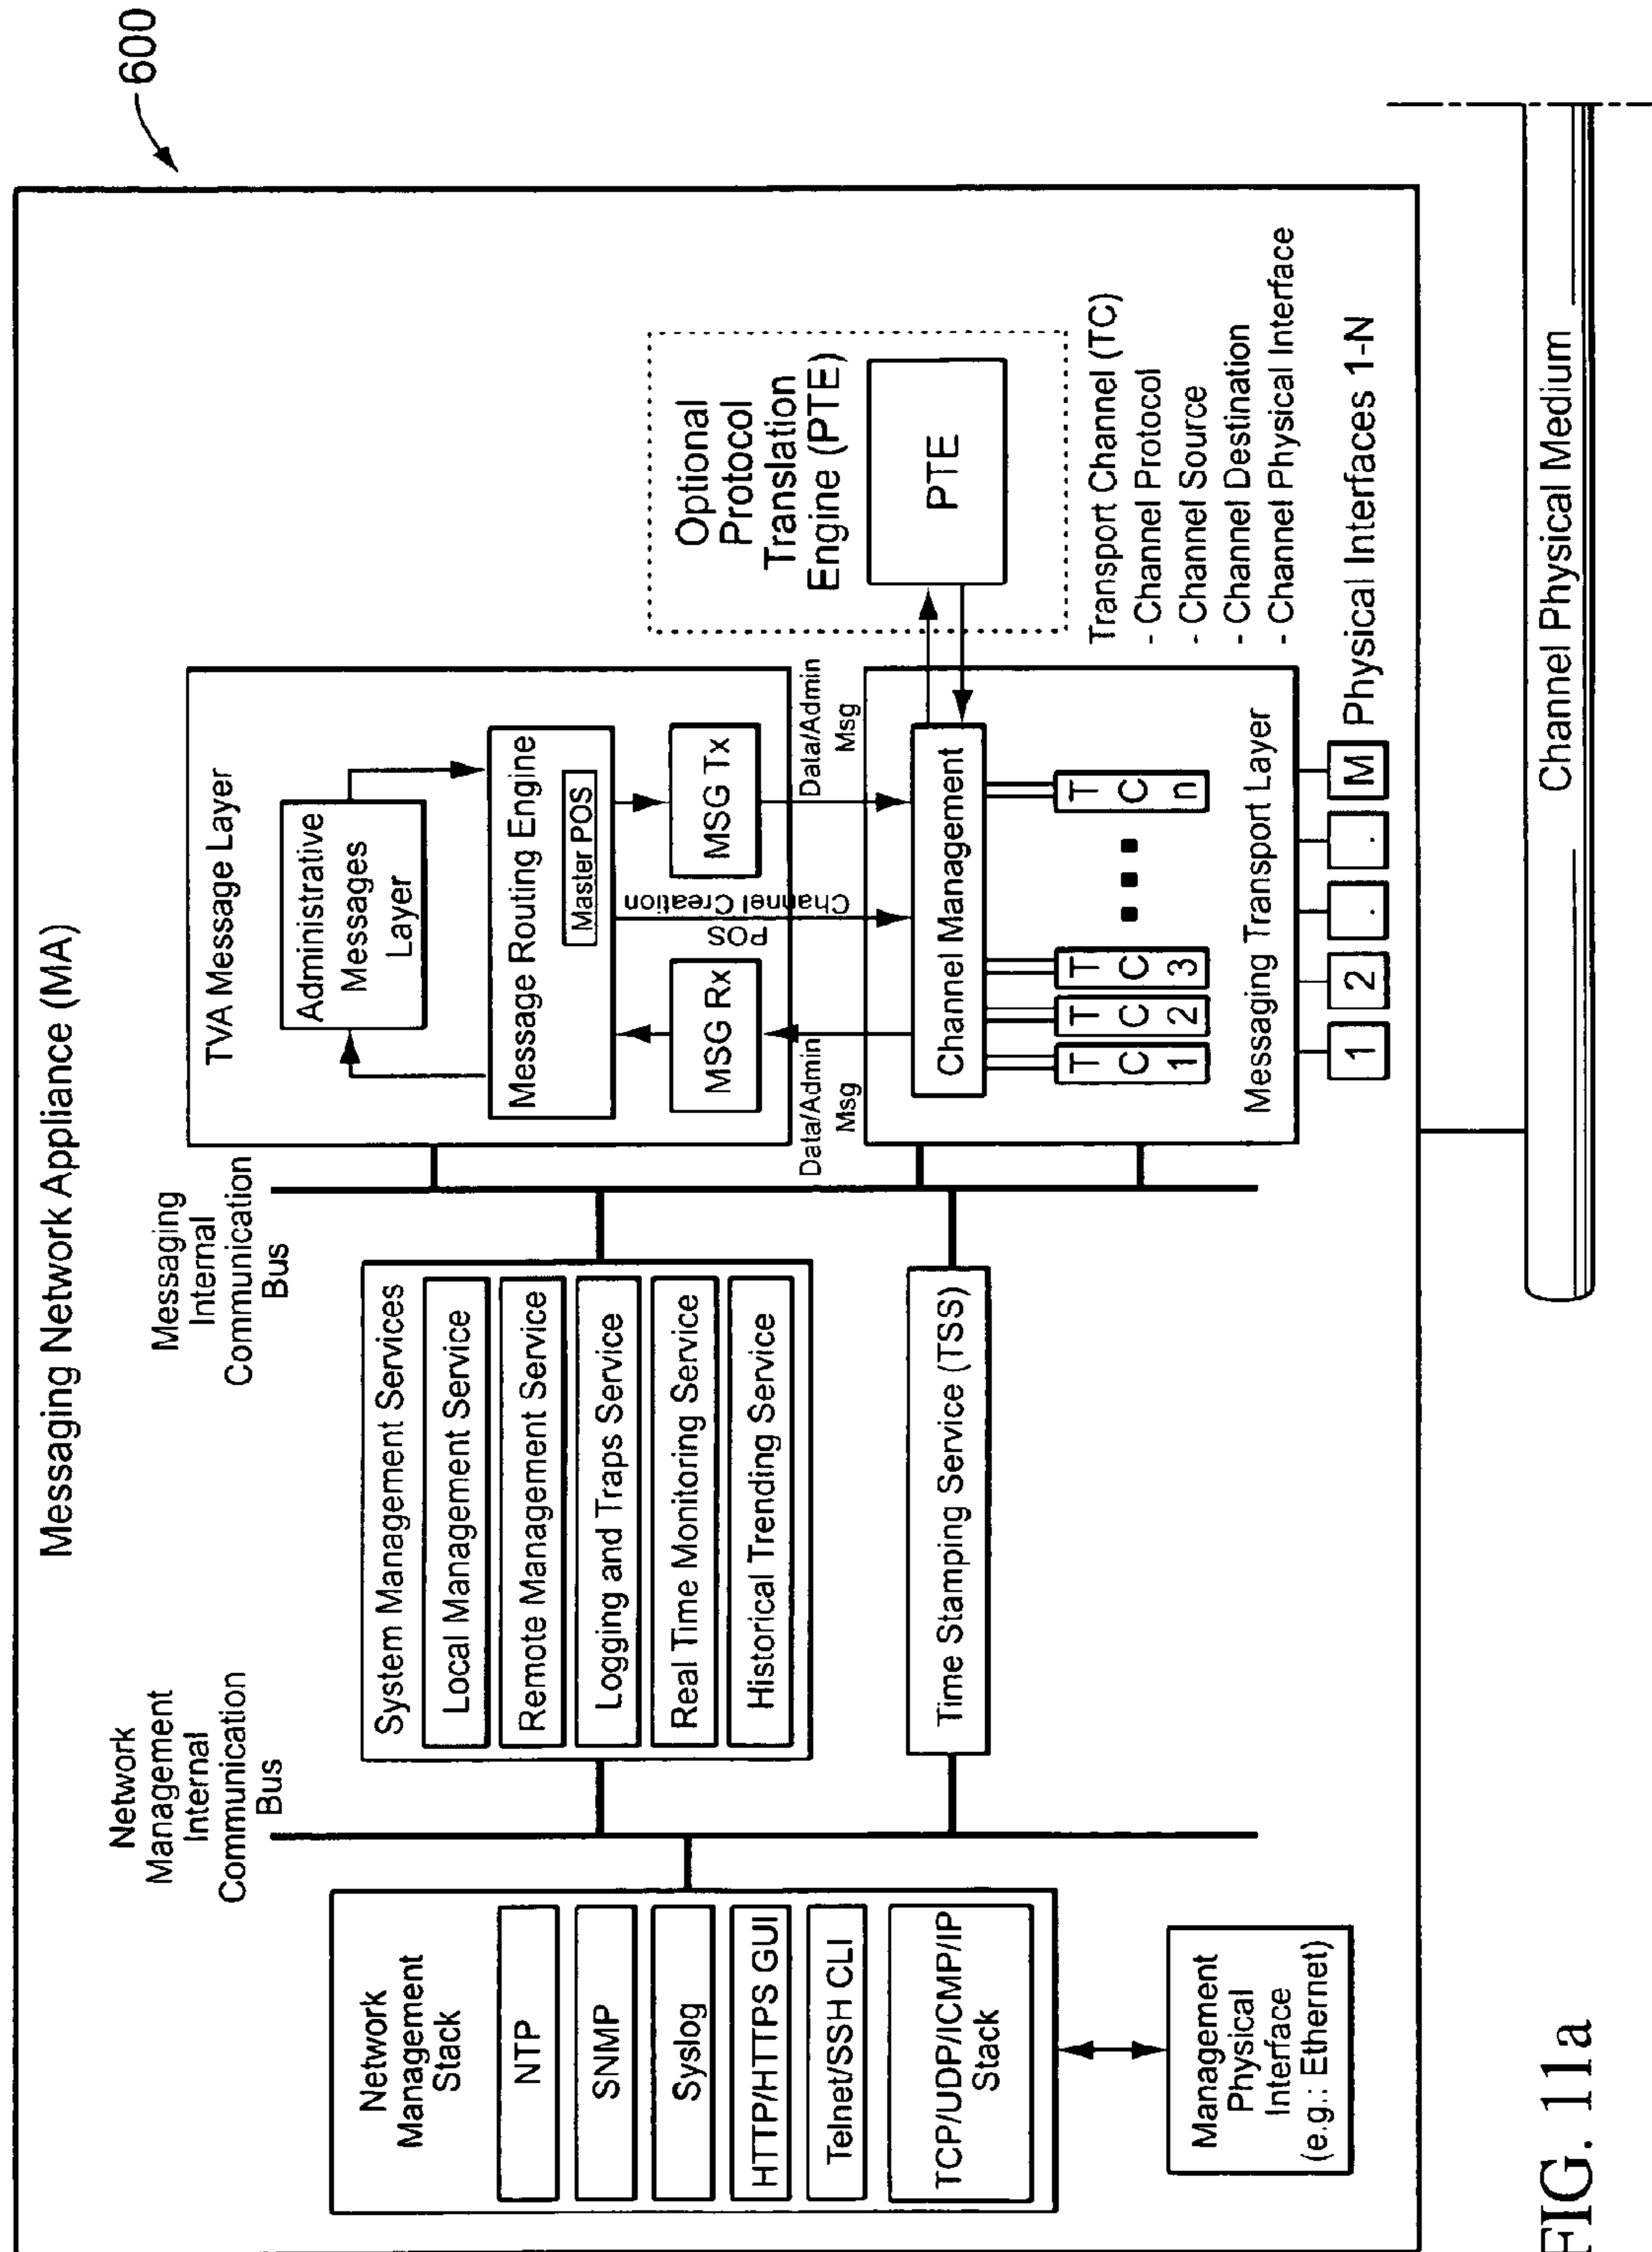 600
Messaging Network Appliance (MA)
Network
Management
Internal
Communication
Bus
Messaging
Internal
Communication
Bus
Network
Management
Stack
NTP
SNMP
Syslog
HTTP/HTTPS GUI
Telnet/SSH CLI
TCP/UDP/ICMP/IP
Stack
Management
Physical
Interface
(e.g.: Ethernet)
System Management Services
Local Management Service
Remote Management Service
Logging and Traps Service
Real Time Monitoring Service
Historical Trending Service
Time Stamping Service (TSS)
TVA Message Layer
Administrative
Messages
Layer
Message Routing Engine
Master POS
MSG Rx
MSG Tx
POS
Channel Creation
Data/Admin
Msg
Data/Admin
Msg
Channel Management
T
C
1
T
C
2
T
C
3
T
C
n
Messaging Transport Layer
Optional
Protocol
Translation
Engine (PTE)
PTE
Transport Channel (TC)
- Channel Protocol
- Channel Source
- Channel Destination
- Channel Physical Interface
1
2
.
.
M
Physical Interfaces 1-N
Channel Physical Medium
FIG. 11a